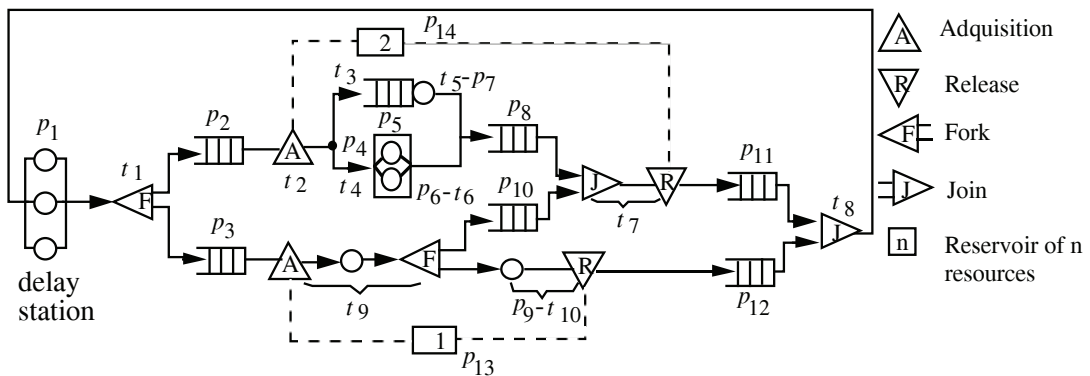 p14
2
A
Adquisition
t3
t5-p7
R
Release
p1
p2
p5
p8
t1
A
p4
F
Fork
p11
t2
t4
F
p6-t6
p10
J
R
t7
t8
J
Join
J
p3
A
F
R
n
Reservoir of n
resources
delay
station
t9
p9-t10
p12
1
p13